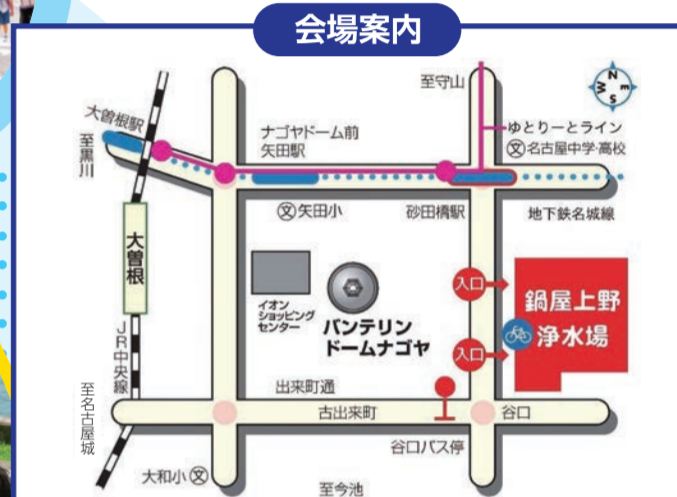 会場案内
至守山
N
E
S
W
大曽根駅
至黒川
ナゴヤドーム前
矢田駅
ゆとりーとライン
文名古屋中学・高校
文矢田小
砂田橋駅
地下鉄名城線
大曽根
イオン
ショッピング
センター
バンテリン
ドームナゴヤ
入口
鍋屋上野
浄水場
入口
JR中央線
至名古屋城
出来町通
古出来町
谷口
谷口バス停
大和小文
至今池